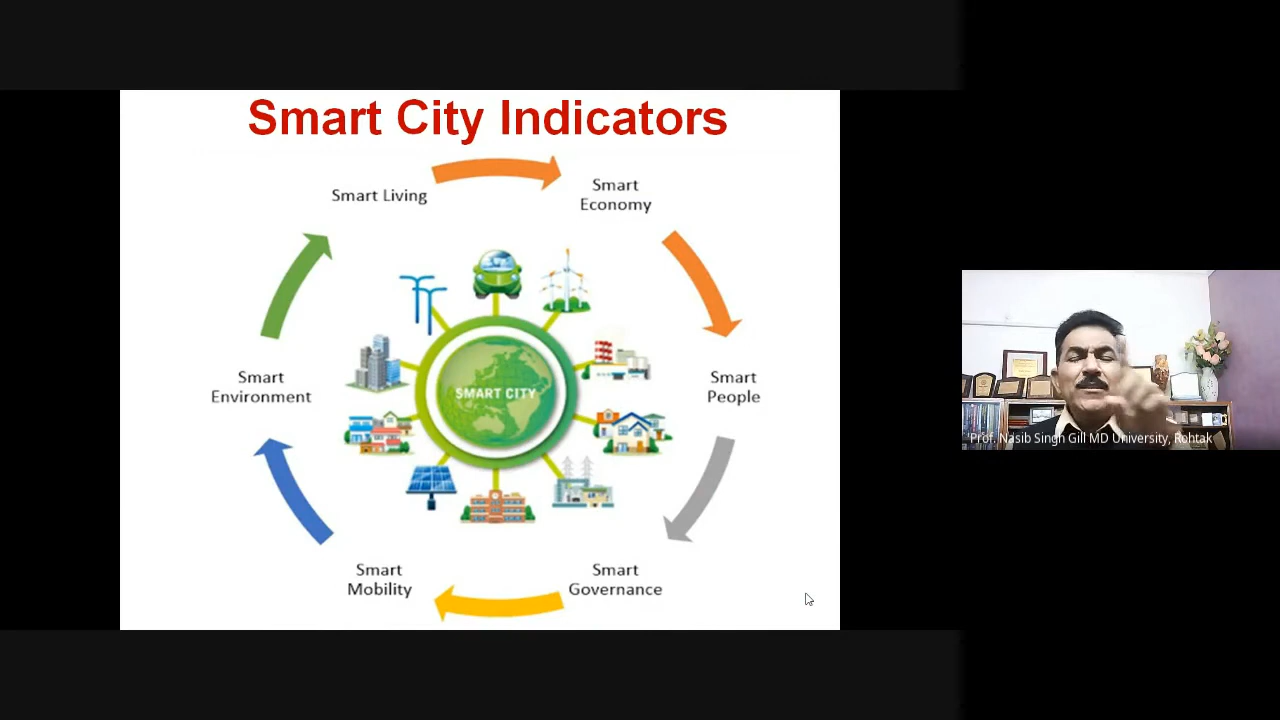 Smart City Indicators
Smart Living
Smart
Economy
Smart
People
Smart
Governance
Smart
Mobility
Smart
Environment
SMART CITY
'Prof. Nasib Singh Gill MD University, Rohtak